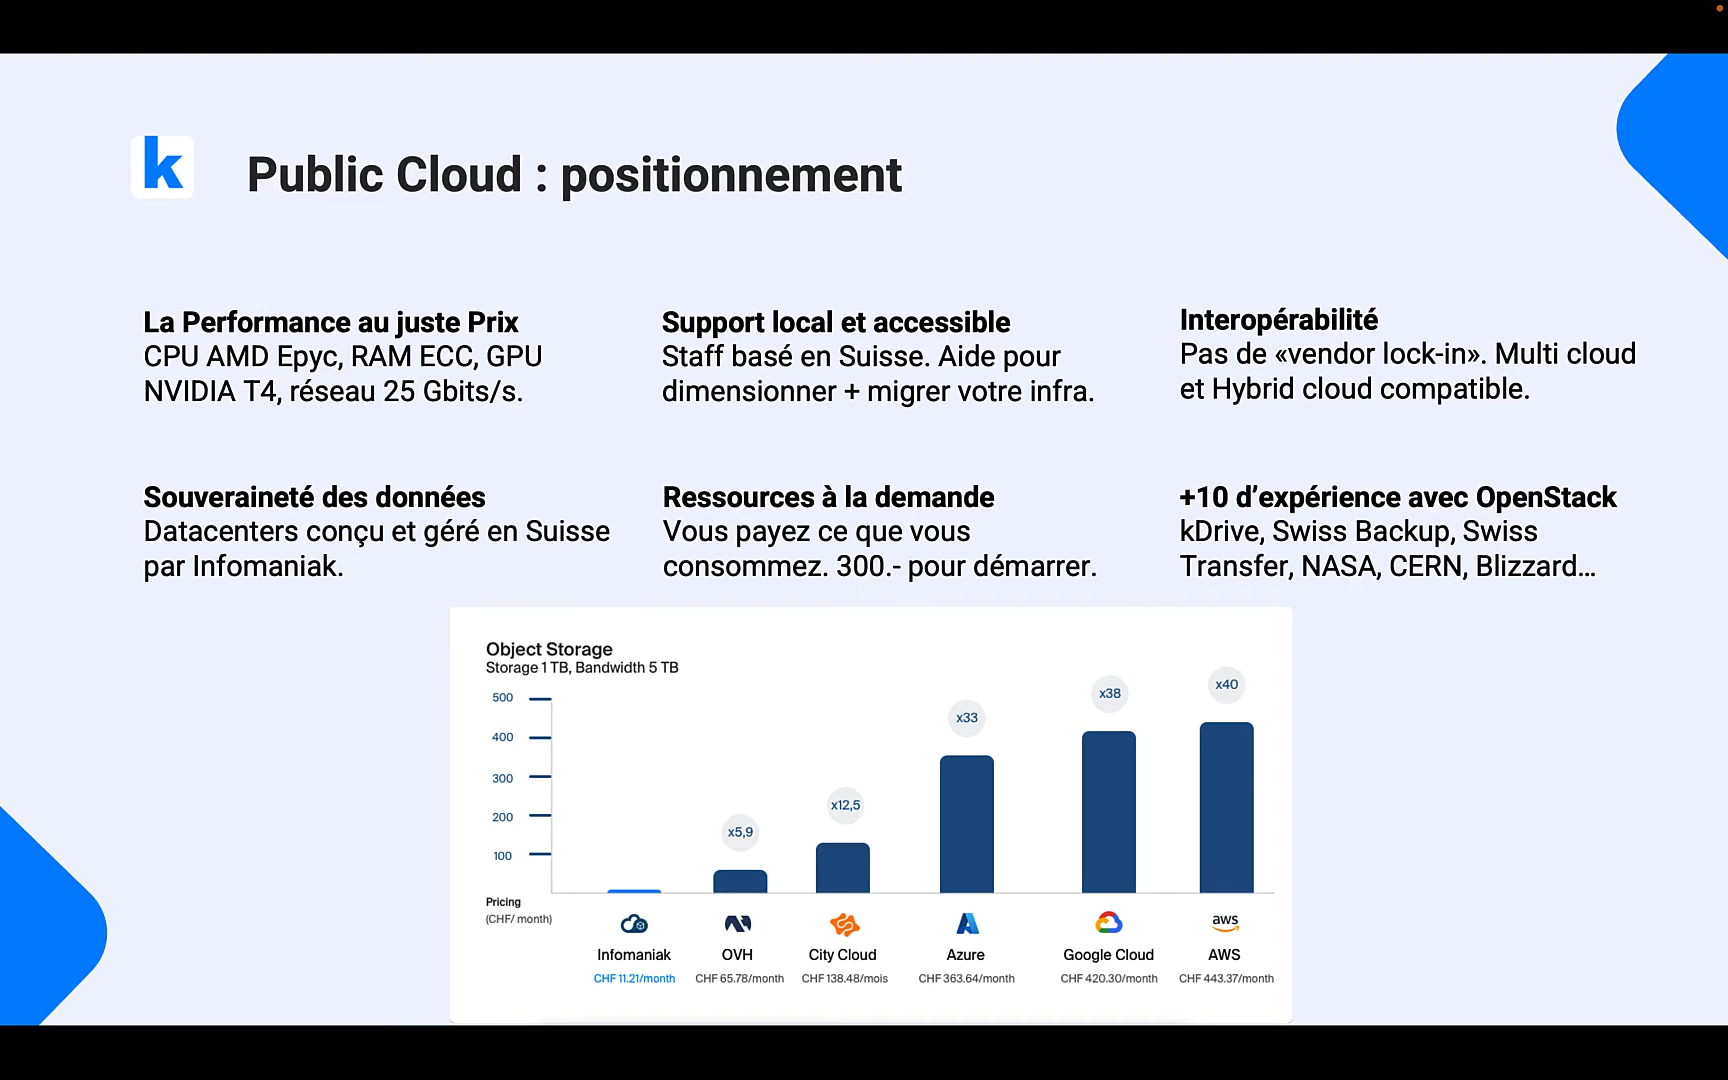 k
Public Cloud : positionnement
La Performance au juste Prix
CPU AMD Epyc, RAM ECC, GPU
NVIDIA T4, réseau 25 Gbits/s.
Support local et accessible
Staff basé en Suisse. Aide pour
dimensionner + migrer votre infra.
Interopérabilité
Pas de «vendor lock-in». Multi cloud
et Hybrid cloud compatible.
Souveraineté des données
Datacenters conçu et géré en Suisse
par Infomaniak.
Ressources à la demande
Vous payez ce que vous
consommez. 300.- pour démarrer.
+10 d’expérience avec OpenStack
kDrive, Swiss Backup, Swiss
Transfer, NASA, CERN, Blizzard…
Object Storage
Storage 1 TB, Bandwidth 5 TB
500
400
300
200
100
x5,9
x12,5
x33
x38
x40
Pricing
(CHF/ month)
aws
Infomaniak
OVH
City Cloud
Azure
Google Cloud
AWS
CHF 11.21/month
CHF 65.78/month
CHF 138.48/mois
CHF 363.64/month
CHF 420.30/month
CHF 443.37/month